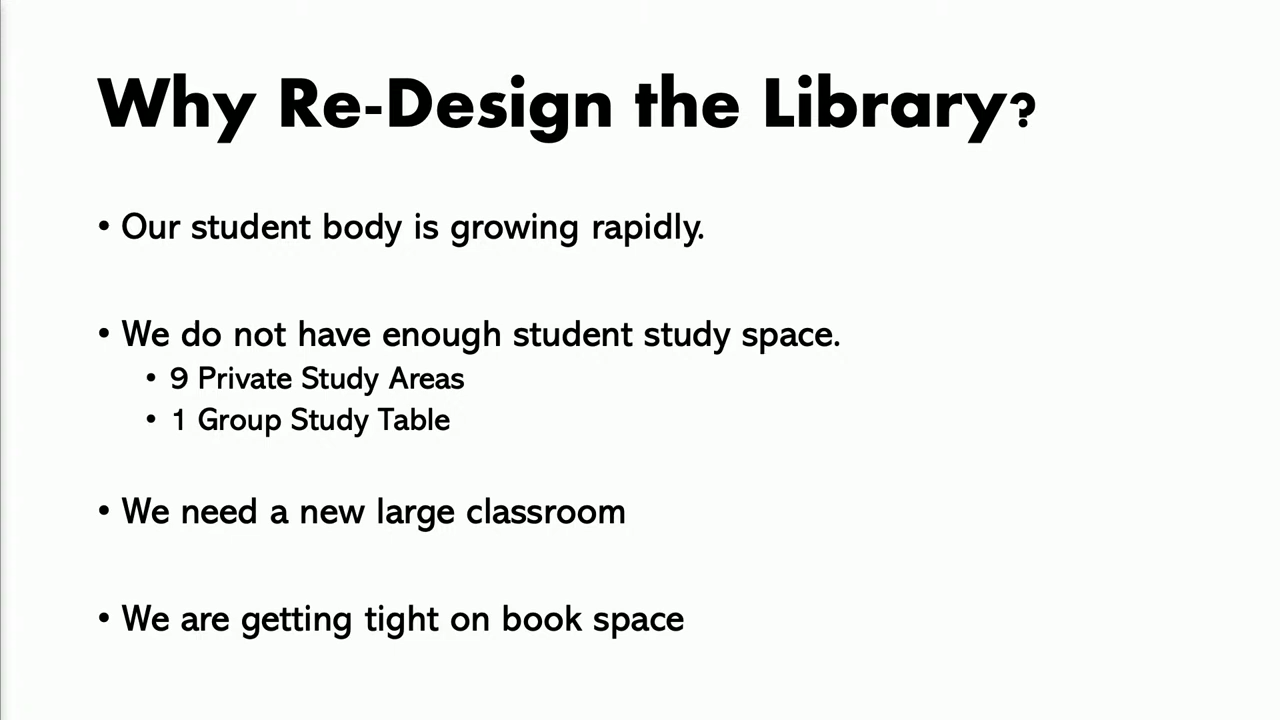 Why Re-Design the Library?
• Our student body is growing rapidly.
• We do not have enough student study space.
• 9 Private Study Areas
• 1 Group Study Table
• We need a new large classroom
• We are getting tight on book space